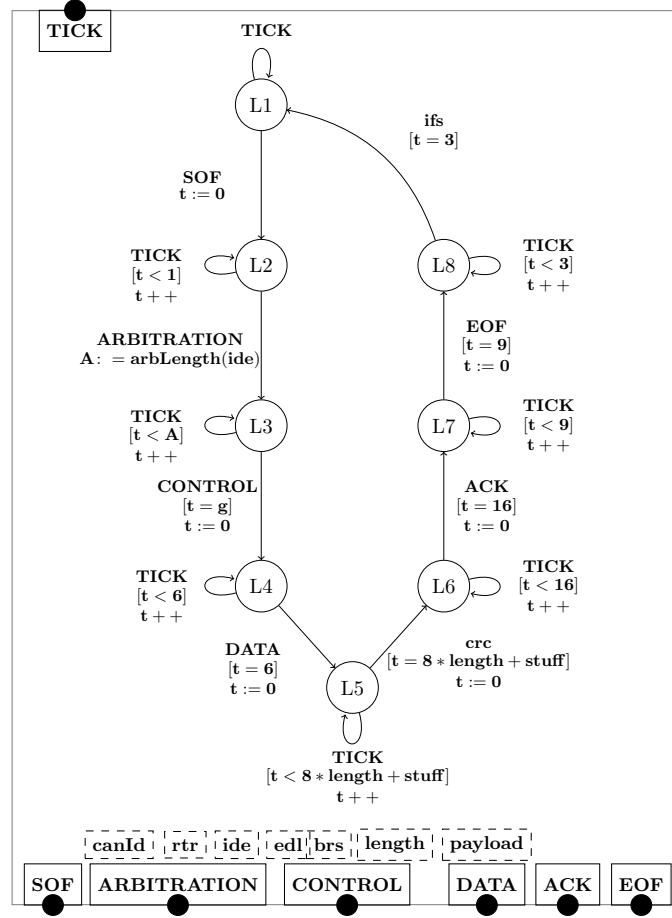 TICK
TICK
L1
ifs
[t = 3]
SOF
t := 0
TICK
[t < 1]
t + +
L2
L8
TICK
[t < 3]
t + +
EOF
[t = 9]
t := 0
ARBITRATION
A: = arbLength(ide)
TICK
[t < A]
t + +
L3
L7
TICK
[t < 9]
t + +
CONTROL
[t = g]
t := 0
ACK
[t = 16]
t := 0
TICK
[t < 6]
t + +
L4
L6
TICK
[t < 16]
t + +
DATA
[t = 6]
t := 0
crc
[t = 8 * length + stuff]
t := 0
L5
TICK
[t < 8 * length + stuff]
t + +
canId rtr ide edl brs length payload
SOF ARBITRATION CONTROL DATA ACK EOF